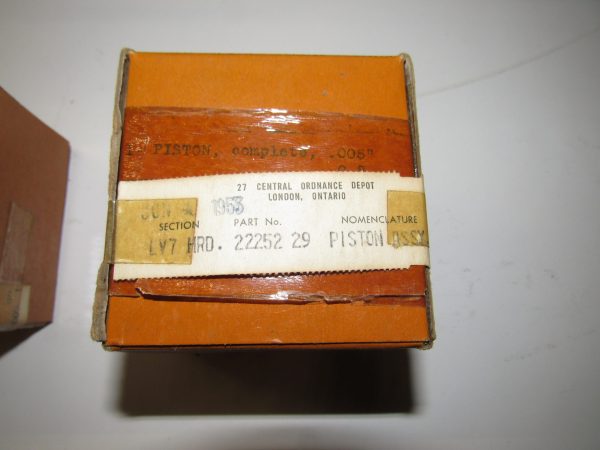 PISTON, complete, .005"
27 CENTRAL ORDNANCE DEPOT
LONDON, ONTARIO
JUN 1953
SECTION PART No. NOMENCLATURE
LV7 HRD. 22252 29 PISTON ASSY